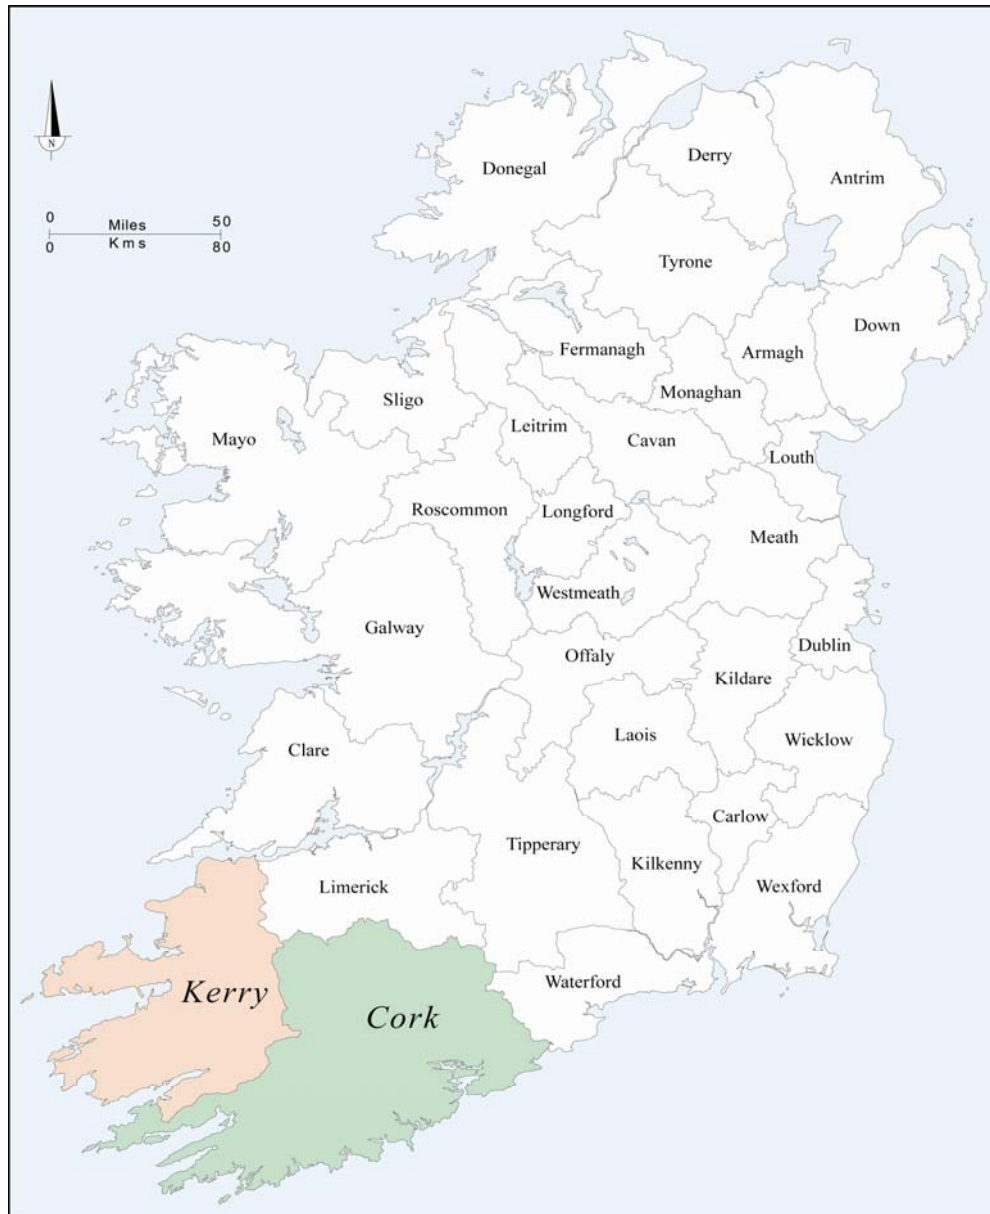 Donegal
Derry
Antrim
N
0 Miles 50
0 Kms 80
Tyrone
Down
Fermanagh
Armagh
Monaghan
Sligo
Leitrim
Mayo
Cavan
Louth
Roscommon
Longford
Meath
Westmeath
Galway
Offaly
Dublin
Kildare
Laois
Wicklow
Clare
Carlow
Tipperary
Kilkenny
Limerick
Wexford
Waterford
Kerry
Cork